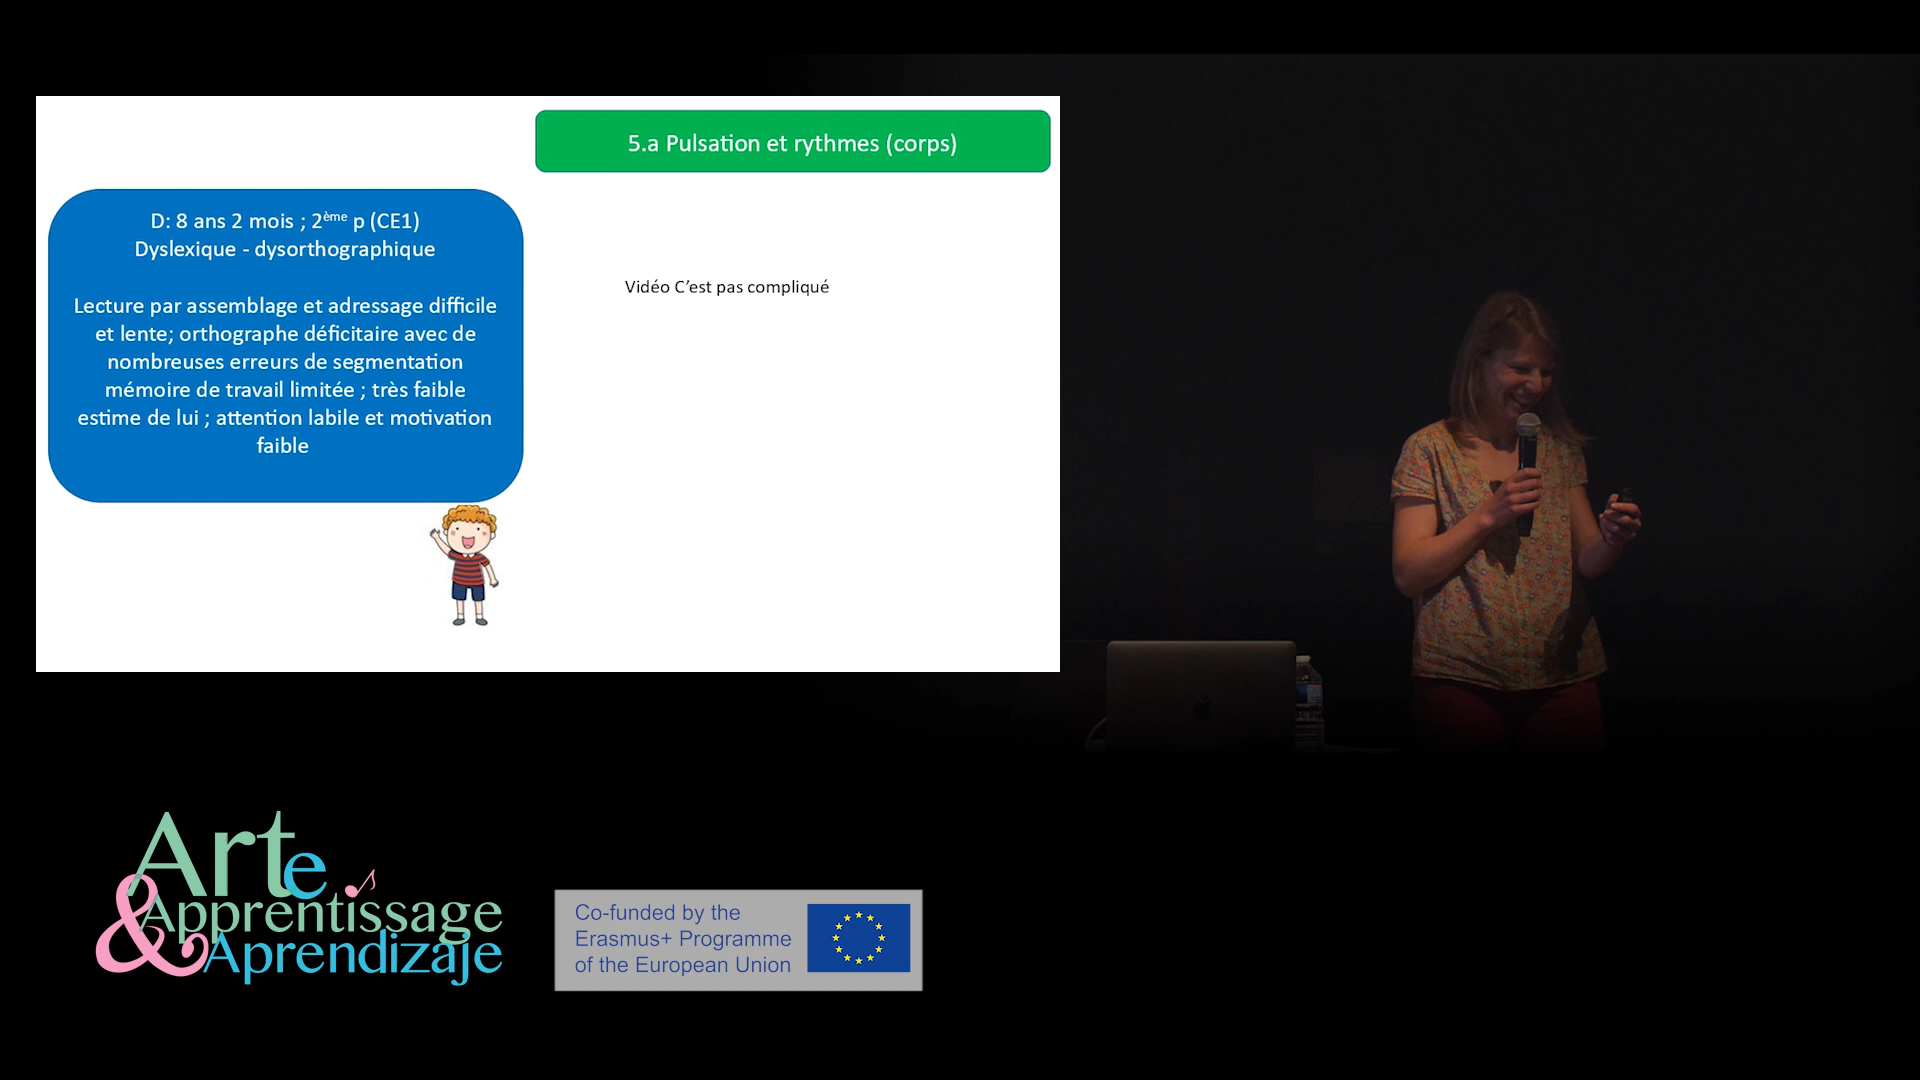 5.a Pulsation et rythmes (corps)
D: 8 ans 2 mois ; 2ème p (CE1)
Dyslexique - dysorthographique
Lecture par assemblage et adressage difficile
et lente; orthographe déficitaire avec de
nombreuses erreurs de segmentation
mémoire de travail limitée ; très faible
estime de lui ; attention labile et motivation
faible
Vidéo C’est pas compliqué
Arte
& Apprentissage
Aprendizaje
Co-funded by the
Erasmus+ Programme
of the European Union